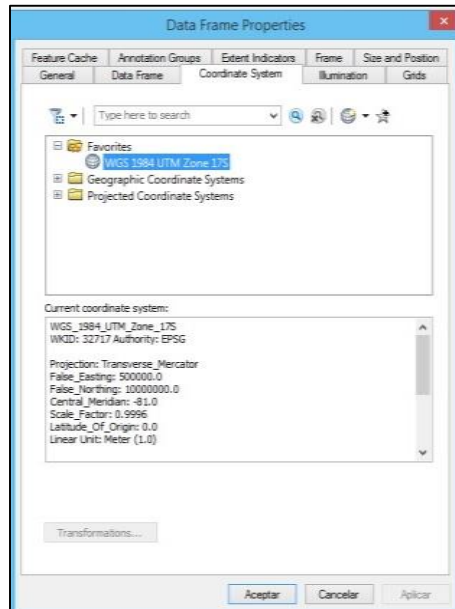 Data Frame Properties
Feature Cache Annotation Groups Extent Indicators Frame Size and Position
General Data Frame Coordinate System Illumination Grids
Type here to search
Favorites
WGS 1984 UTM Zone 17S
Geographic Coordinate Systems
Projected Coordinate Systems
Current coordinate system:
WGS_1984_UTM_Zone_17S
WKID: 32717 Authority: EPSG
Projection: Transverse_Mercator
False_Easting: 500000.0
False_Northing: 10000000.0
Central_Meridian: -81.0
Scale_Factor: 0.9996
Latitude_Of_Origin: 0.0
Linear Unit: Meter (1.0)
Transformations...
Aceptar Cancelar Aplicar